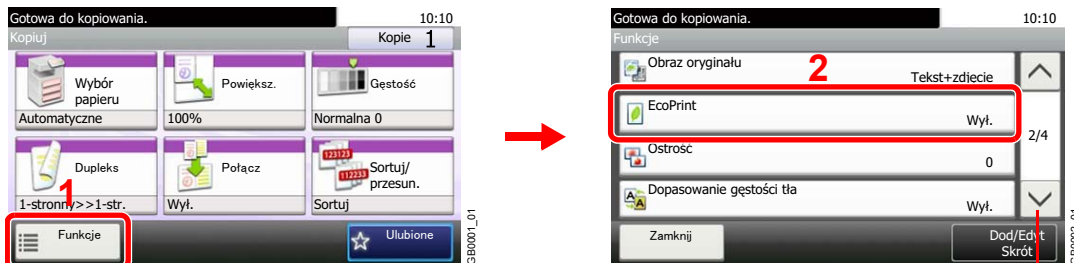 Gotowa do kopiowania.
10:10
Kopiuj
Kopie 1
Wybór
papieru
Automatyczne
Powiększ.
100%
Gęstość
Normalna 0
123123
112233
Dupleks
1-stronny>>1-str.
Połącz
Wył.
Sortuj/
przesun.
Sortuj
1
Funkcje
Ulubione
GB0001_01
Gotowa do kopiowania.
10:10
Funkcje
Obraz oryginału
Tekst+zdjęcie
2
EcoPrint
Wył.
2/4
Ostrość
0
Dopasowanie gęstości tła
Wył.
Zamknij
Dod/Edyt
Skrót